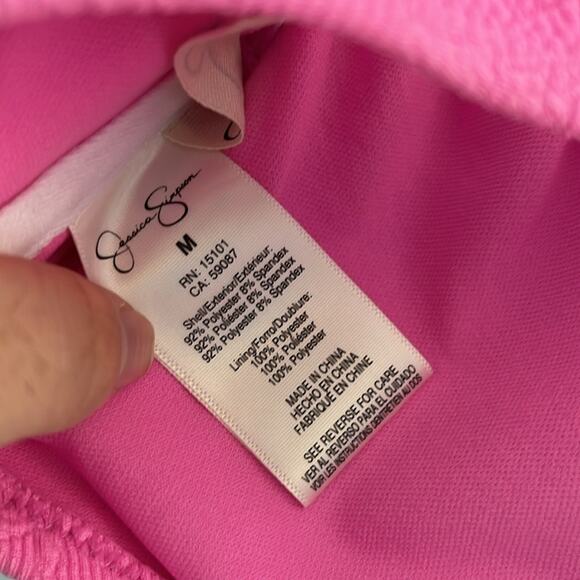 Jessica Simpson
M
RN: 15101
CA: 59087
Shell/Exterior/Extérieur:
92% Polyester 8% Spandex
92% Poliéster 8% Spandex
92% Polyester 8% Spandex
Lining/Forro/Doublure:
100% Polyester
100% Poliéster
100% Polyester
MADE IN CHINA
HECHO EN CHINA
FABRIQUÉ EN CHINE
SEE REVERSE FOR CARE
VER AL REVERSO PARA EL CUIDADO
VOIR LES INSTRUCTIONS D'ENTRETIEN AU DOS